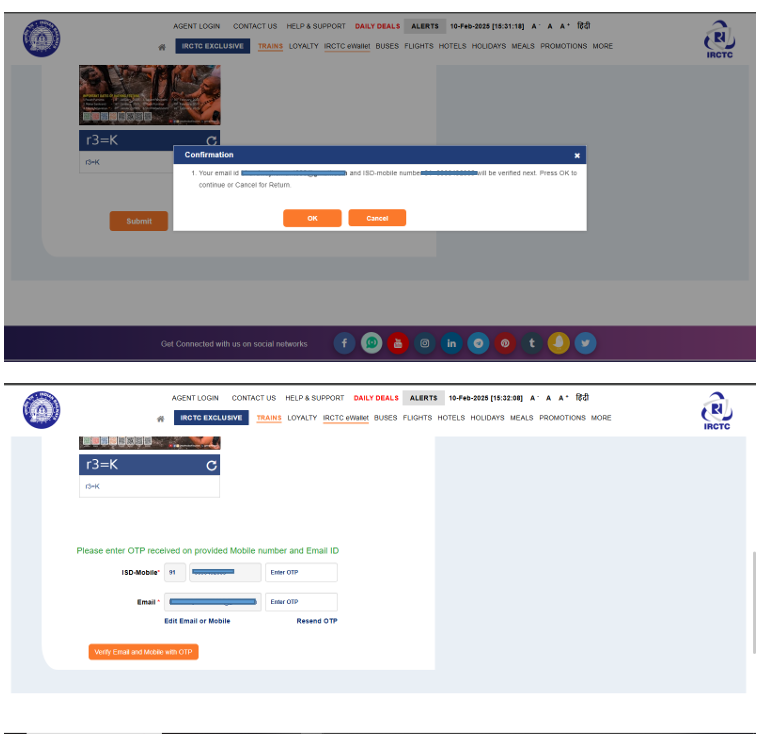 AGENT LOGIN CONTACT US HELP & SUPPORT DAILY DEALS ALERTS 10-Feb-2025 [15:31:18] A- A A+ हिंदी
IRCTC EXCLUSIVE TRAINS LOYALTY IRCTC eWallet BUSES FLIGHTS HOTELS HOLIDAYS MEALS PROMOTIONS MORE
IRCTC
r3=K
r3=K
Confirmation
1. Your email id and ISD-mobile number will be verified next. Press OK to
continue or Cancel for Return.
OK Cancel
Submit
Get Connected with us on social networks
AGENT LOGIN CONTACT US HELP & SUPPORT DAILY DEALS ALERTS 10-Feb-2025 [15:32:08] A- A A+ हिंदी
IRCTC EXCLUSIVE TRAINS LOYALTY IRCTC eWallet BUSES FLIGHTS HOTELS HOLIDAYS MEALS PROMOTIONS MORE
IRCTC
r3=K
r3=K
Please enter OTP received on provided Mobile number and Email ID
ISD-Mobile* 91 Enter OTP
Email * Enter OTP
Edit Email or Mobile Resend OTP
Verify Email and Mobile with OTP